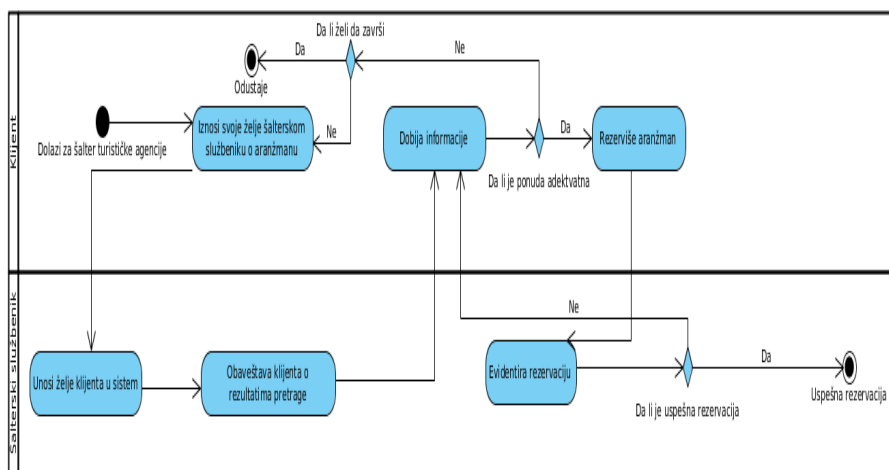 Klijent
Da li želi da završi
Da
Ne
Odustaje
Ne
Dolazi za šalter turističke agencije
Iznosi svoje želje šalterskom
službeniku o aranžmanu
Dobija informacije
Da
Rezerviše aranžman
Da li je ponuda adektvatna
Šalterski službenik
Ne
Unosi želje klijenta u sistem
Obaveštava klijenta o
rezultatima pretrage
Evidentira rezervaciju
Da
Da li je uspešna rezervacija
Uspešna rezervacija